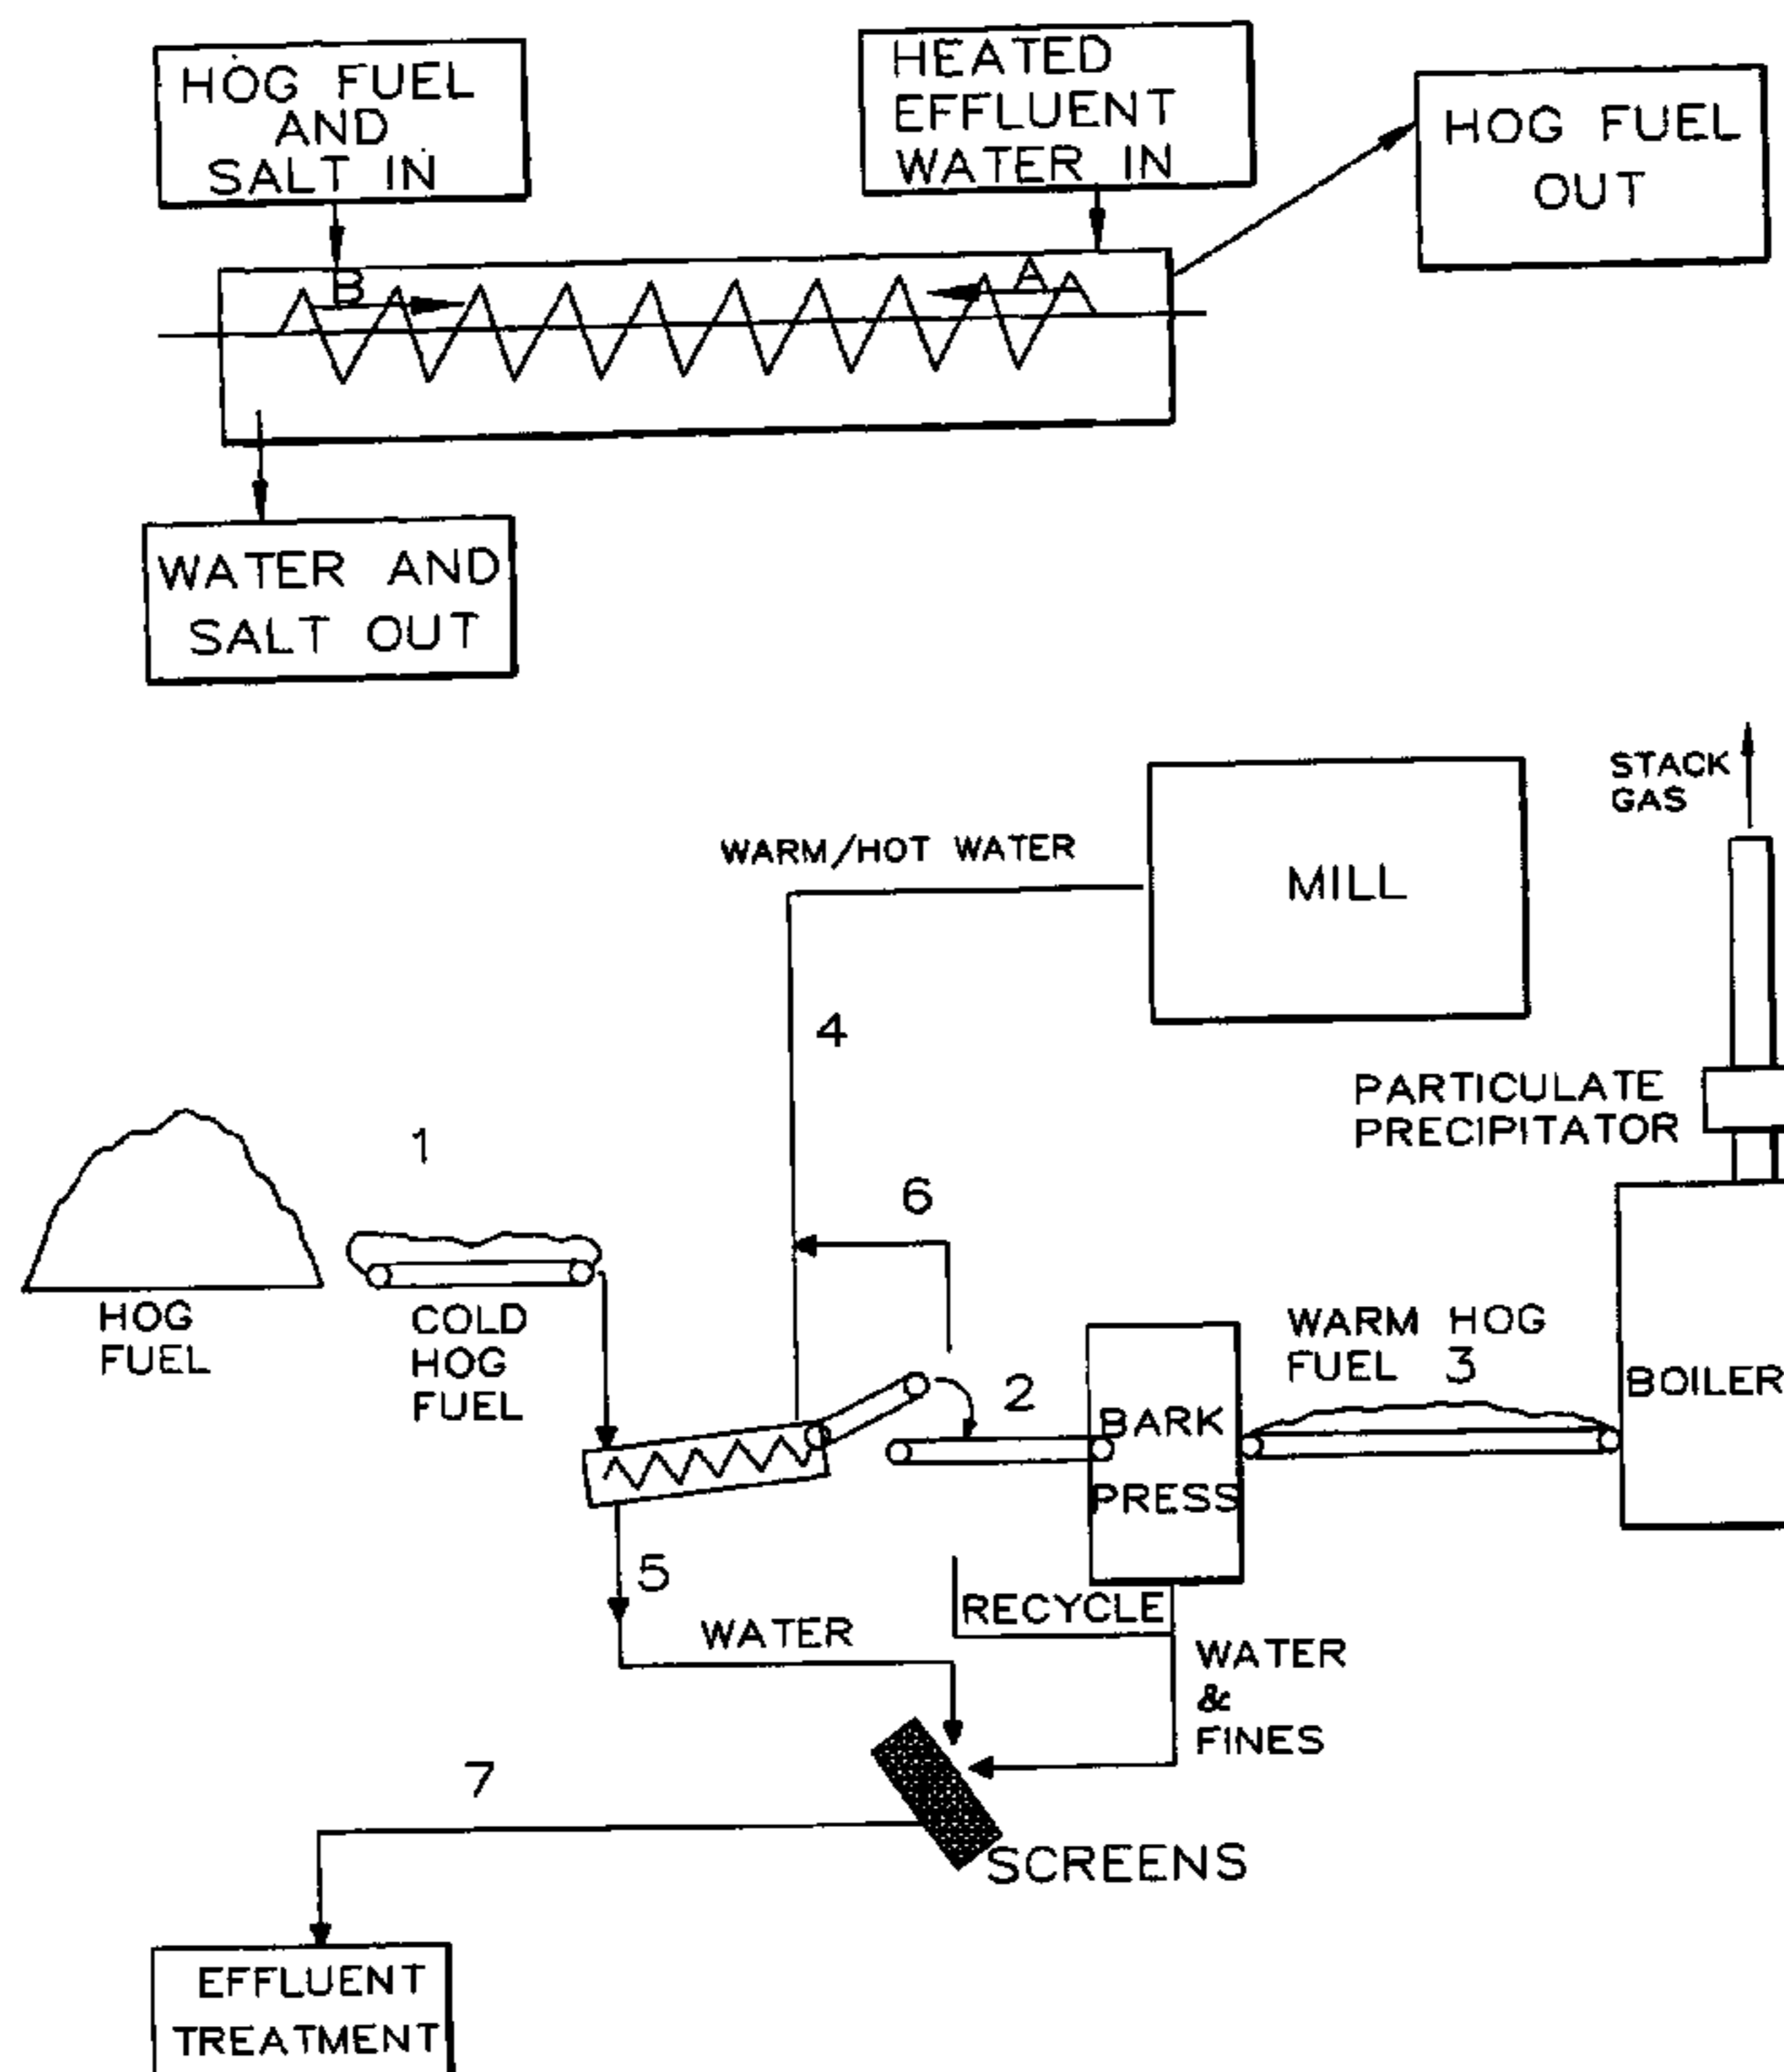 HOG FUEL
AND
SALT IN
HEATED
EFFLUENT
WATER IN
HOG FUEL
OUT
B
A
WATER AND
SALT OUT
STACK
GAS
WARM/HOT WATER
MILL
4
PARTICULATE
PRECIPITATOR
1
6
HOG
FUEL
COLD
HOG
FUEL
WARM HOG
FUEL 3
BOILER
2
BARK
PRESS
5
RECYCLE
WATER
WATER
&
FINES
7
SCREENS
EFFLUENT
TREATMENT